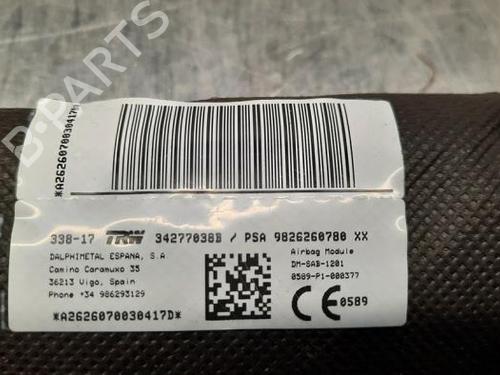 *A2626070030417D*
338-17 TRW 34277038B / PSA 9826260780 XX
DALPHIMETAL ESPANA, S.A
Camino Caramuxo 35
36213 Vigo, Spain
Phone +34 986293129
Airbag Module
DM-SAB-1201
0589-P1-000377
CE 0589
*A2626070030417D*
B-PARTS